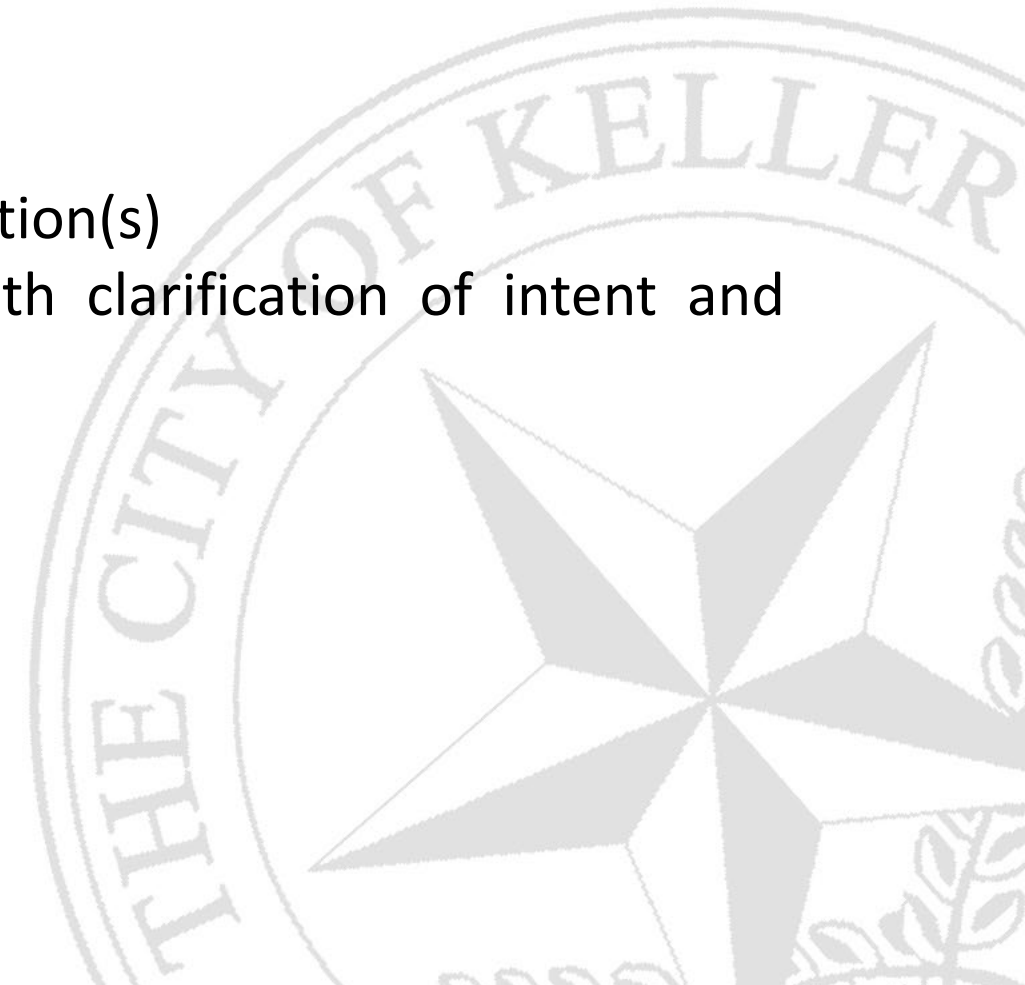 THE CITY OF KELLER
tion(s)
th clarification of intent and